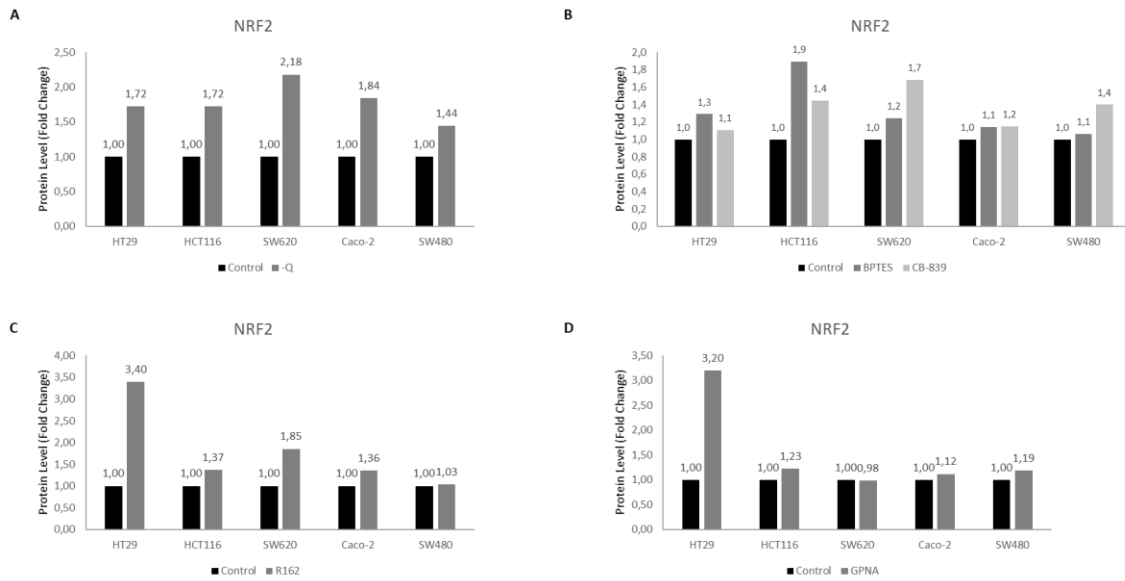 A
NRF2
Protein Level (Fold Change)
2,50
2,00
1,50
1,00
0,50
0,00
1,00 1,72 1,00 1,72 1,00 2,18 1,00 1,84 1,00 1,44
HT29 HCT116 SW620 Caco-2 SW480
Control -Q
B
NRF2
Protein Level (Fold Change)
2,0
1,8
1,6
1,4
1,2
1,0
0,8
0,6
0,4
0,2
0,0
1,0 1,3 1,1 1,0 1,9 1,4 1,0 1,2 1,7 1,0 1,1 1,2 1,0 1,1 1,4
HT29 HCT116 SW620 Caco-2 SW480
Control BPTES CB-839
C
NRF2
Protein Level (Fold Change)
4,00
3,50
3,00
2,50
2,00
1,50
1,00
0,50
0,00
1,00 3,40 1,00 1,37 1,00 1,85 1,00 1,36 1,00 1,03
HT29 HCT116 SW620 Caco-2 SW480
Control R162
D
NRF2
Protein Level (Fold Change)
3,50
3,00
2,50
2,00
1,50
1,00
0,50
0,00
1,00 3,20 1,00 1,23 1,00 0,98 1,00 1,12 1,00 1,19
HT29 HCT116 SW620 Caco-2 SW480
Control GPNA